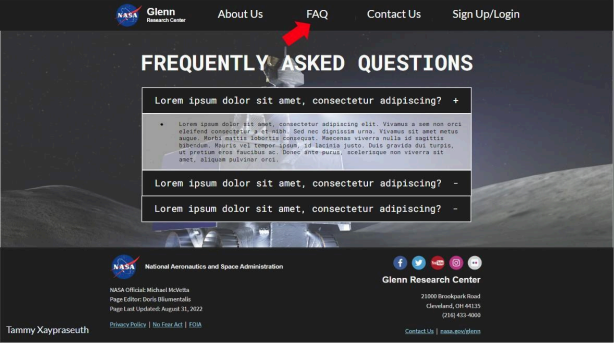 NASA
Glenn
Research Center
About Us
FAQ
Contact Us
Sign Up/Login
FREQUENTLY ASKED QUESTIONS
Lorem ipsum dolor sit amet, consectetur adipiscing? +
Lorem ipsum dolor sit amet, consectetur adipiscing elit. Vivamus a sem non orci
eleifend consectetur a et nibh. Sed nec dignissim urna. Vivamus sit amet metus
augue. Morbi mattis lobortis consequat. Maecenas viverra nulla id sagittis
bibendum. Mauris vel tempor ipsum, id lacinia justo. Duis gravida dui turpis,
ut pretium eros faucibus ac. Donec ante purus, scelerisque non viverra sit
amet, aliquam pulvinar orci.
Lorem ipsum dolor sit amet, consectetur adipiscing? -
Lorem ipsum dolor sit amet, consectetur adipiscing? -
NASA
National Aeronautics and Space Administration
NASA Official: Michael McVetta
Page Editor: Doris Bliumentalis
Page Last Updated: August 31, 2022
Privacy Policy | No Fear Act | FOIA
Glenn Research Center
21000 Brookpark Road
Cleveland, OH 44135
(216) 433-4000
Contact Us | nasa.gov/glenn
Tammy Xaypraseuth